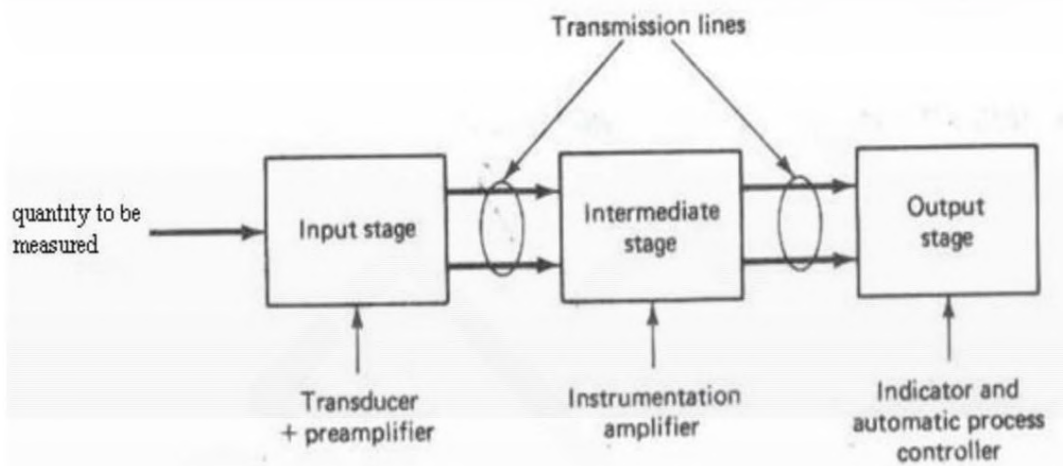 Transmission lines
quantity to be
measured
Input stage
Intermediate
stage
Output
stage
Transducer
+ preamplifier
Instrumentation
amplifier
Indicator and
automatic process
controller